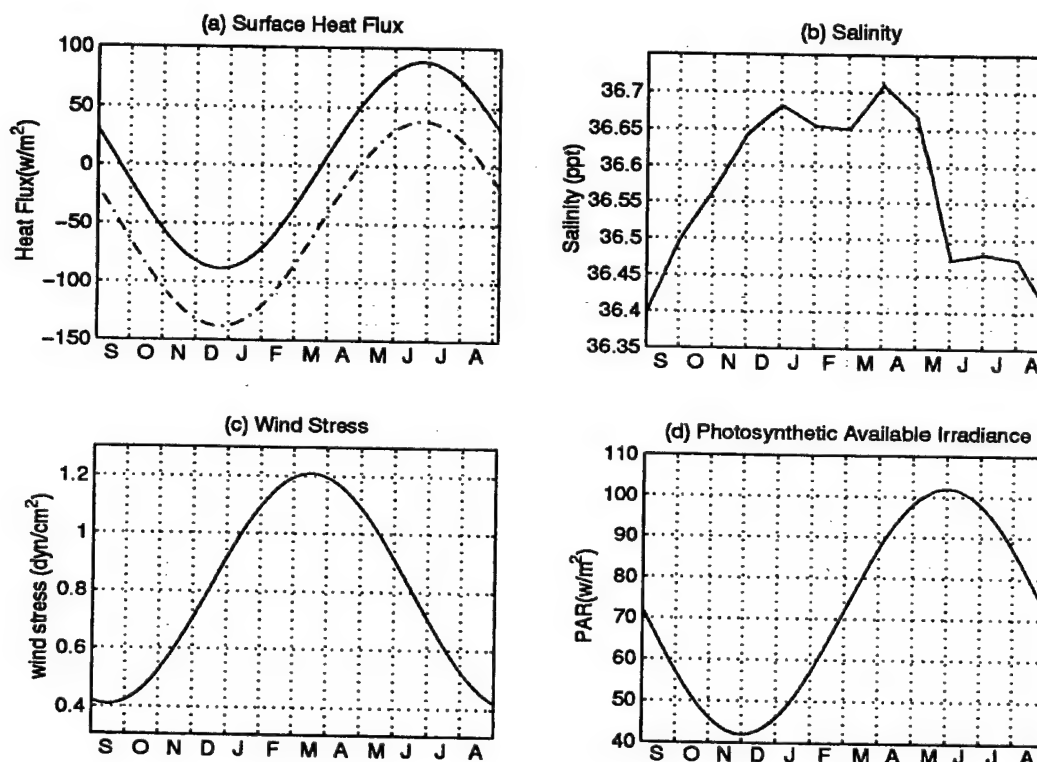 (a) Surface Heat Flux
100
50
0
−50
−100
−150
Heat Flux(w/m²)
S O N D J F M A M J J A
(b) Salinity
36.7
36.65
36.6
36.55
36.5
36.45
36.4
36.35
Salinity (ppt)
S O N D J F M A M J J A
(c) Wind Stress
1.2
1
0.8
0.6
0.4
wind stress (dyn/cm²)
S O N D J F M A M J J A
(d) Photosynthetic Available Irradiance
110
100
90
80
70
60
50
40
PAR(w/m²)
S O N D J F M A M J J A